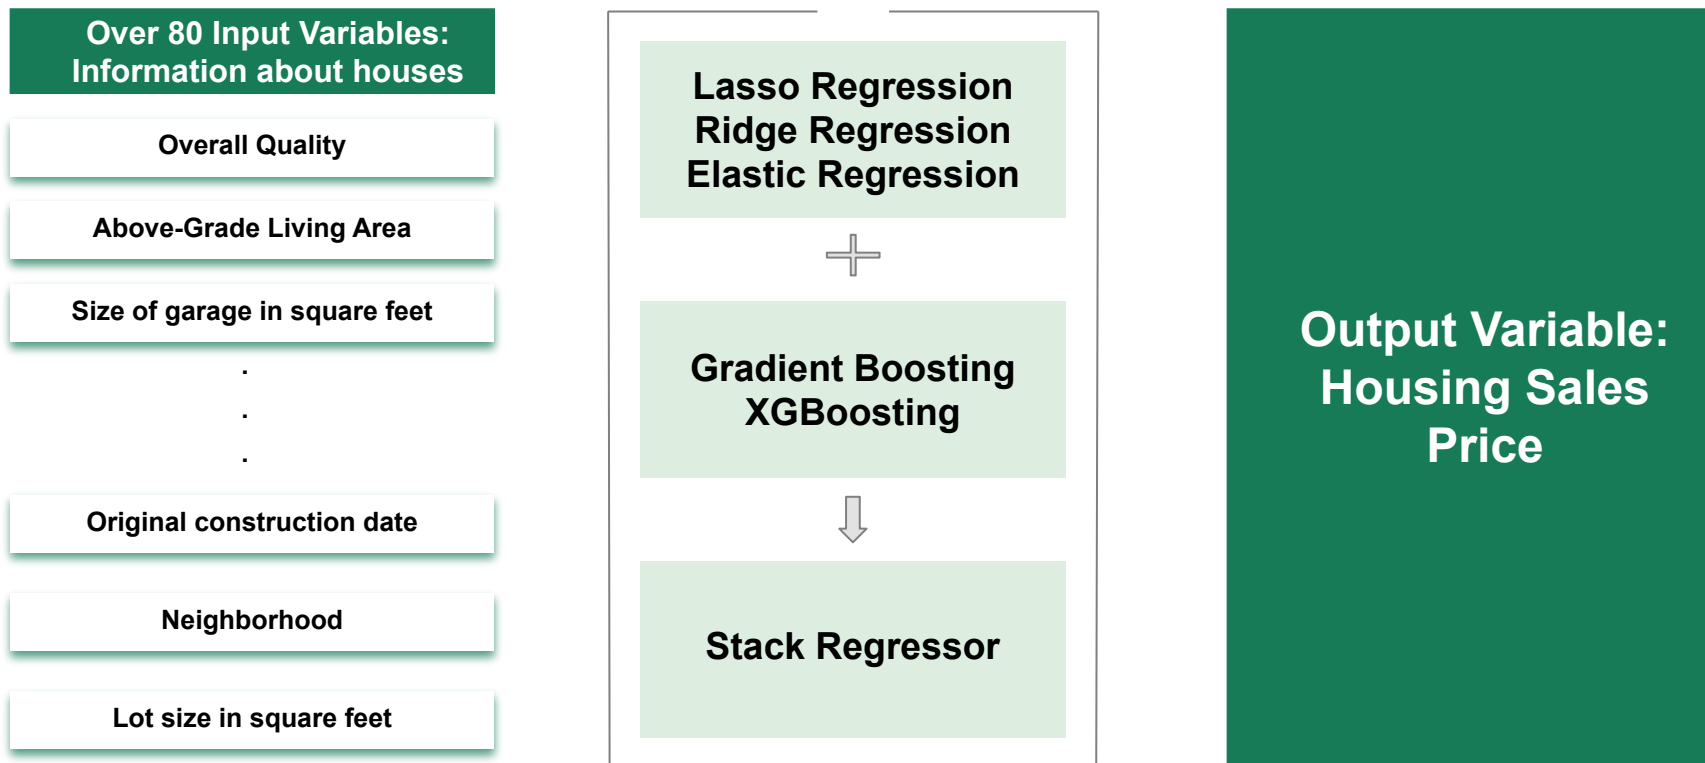 Over 80 Input Variables:
Information about houses
Overall Quality
Above-Grade Living Area
Size of garage in square feet
.
.
.
Original construction date
Neighborhood
Lot size in square feet
Lasso Regression
Ridge Regression
Elastic Regression
Gradient Boosting
XGBoosting
Stack Regressor
Output Variable:
Housing Sales
Price